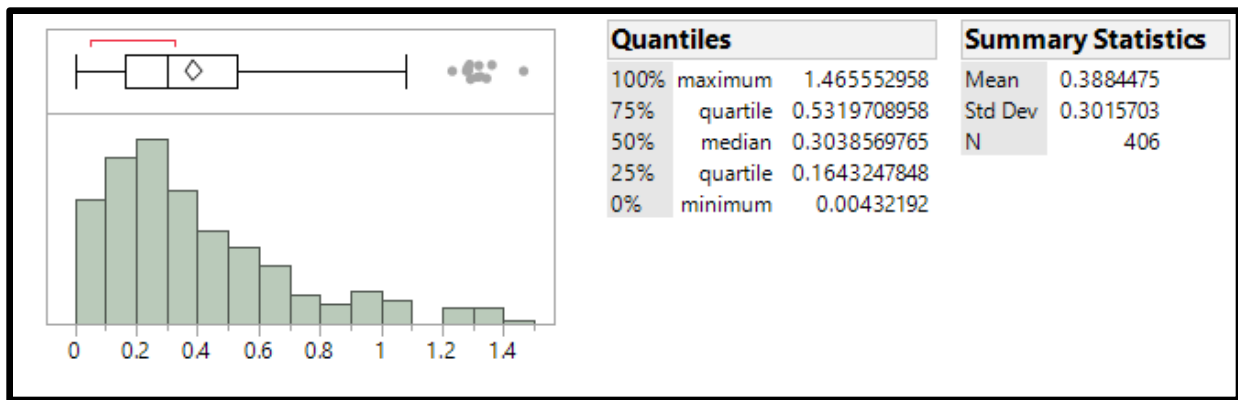 Quantiles
100% maximum 1.465552958
75% quartile 0.5319708958
50% median 0.3038569765
25% quartile 0.1643247848
0% minimum 0.00432192
Summary Statistics
Mean 0.3884475
Std Dev 0.3015703
N 406
0 0.2 0.4 0.6 0.8 1 1.2 1.4